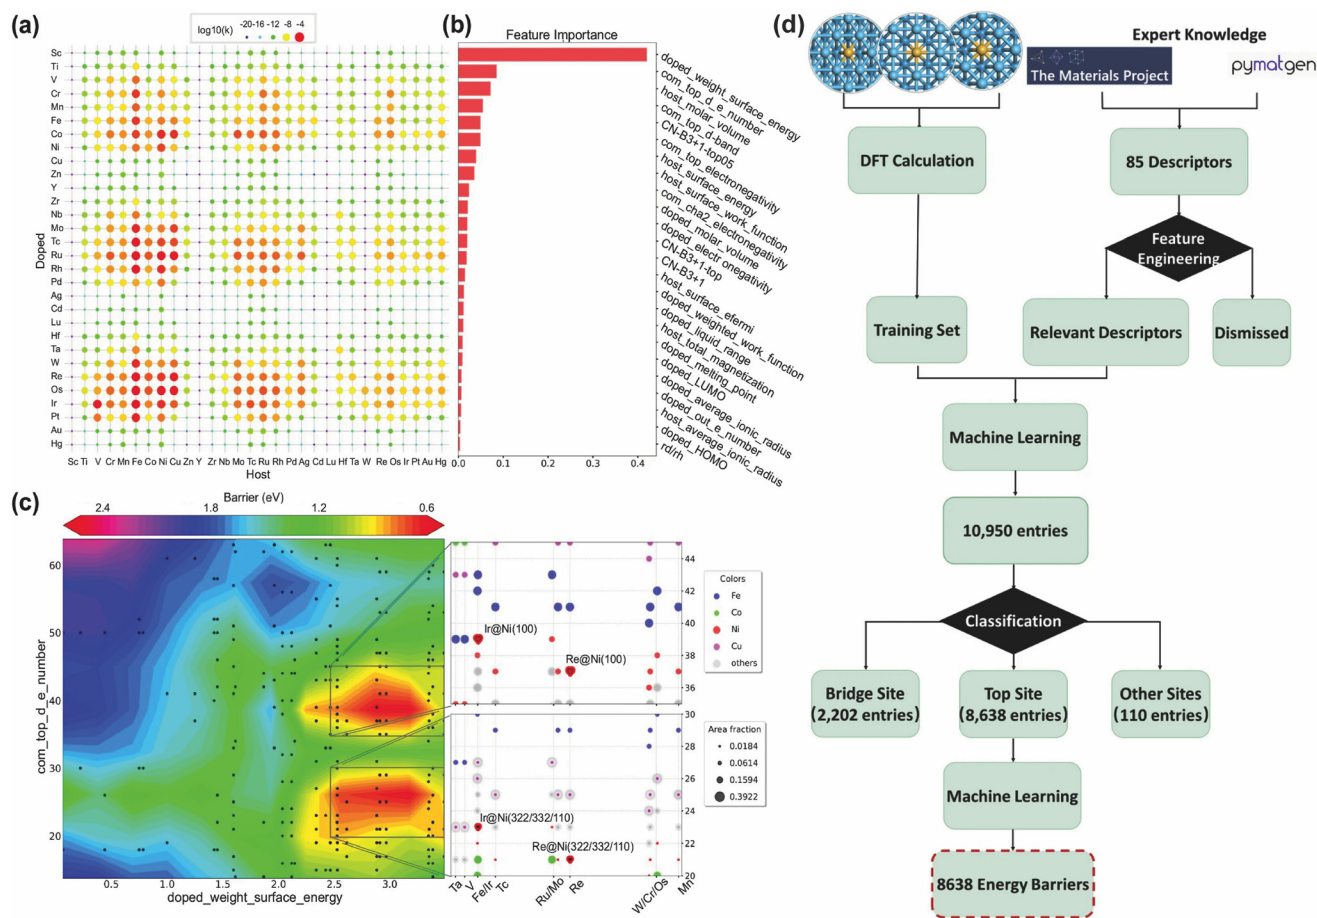 (a)
log10(k)
-20 -16 -12 -8 -4
Doped
Sc
Ti
V
Cr
Mn
Fe
Co
Ni
Cu
Zn
Y
Zr
Nb
Mo
Tc
Ru
Rh
Pd
Ag
Cd
Lu
Hf
Ta
W
Re
Os
Ir
Pt
Au
Hg
Sc Ti V Cr Mn Fe Co Ni Cu Zn Y Zr Nb Mo Tc Ru Rh Pd Ag Cd Lu Hf Ta W Re Os Ir Pt Au Hg
Host
(b)
Feature Importance
doped_weight_surface_energy
com_top_d_e_number
host_molar_volume
com_top_d-band
CN-B3+1-top05
com_top_electronegativity
host_surface_energy
host_surface_work_function
com_cha2_electronegativity
doped_molar_volume
doped_electronegativity
CN-B3+1-top
CN-B3+1
host_surface_efermi
doped_weighted_work_function
doped_liquid_range
host_total_magnetization
doped_melting_point
doped_LUMO
doped_average_ionic_radius
doped_out_e_number
host_average_ionic_radius
doped_HOMO
rd/rh
0.0 0.1 0.2 0.3 0.4
(c)
Barrier (eV)
2.4 1.8 1.2 0.6
com_top_d_e_number
60
50
40
30
20
0.5 1.0 1.5 2.0 2.5 3.0
doped_weight_surface_energy
44
42
40
38
36
Ir@Ni(100)
Re@Ni(100)
30
28
26
24
22
20
Ir@Ni(322/332/110)
Re@Ni(322/332/110)
Ta
V
Fe/Ir
Tc
Ru/Mo
Re
W/Cr/Os
Mn
Colors
Fe
Co
Ni
Cu
others
Area fraction
0.0184
0.0614
0.1594
0.3922
(d)
Expert Knowledge
The Materials Project
pymatgen
DFT Calculation
85 Descriptors
Feature
Engineering
Training Set
Relevant Descriptors
Dismissed
Machine Learning
10,950 entries
Classification
Bridge Site
(2,202 entries)
Top Site
(8,638 entries)
Other Sites
(110 entries)
Machine Learning
8638 Energy Barriers